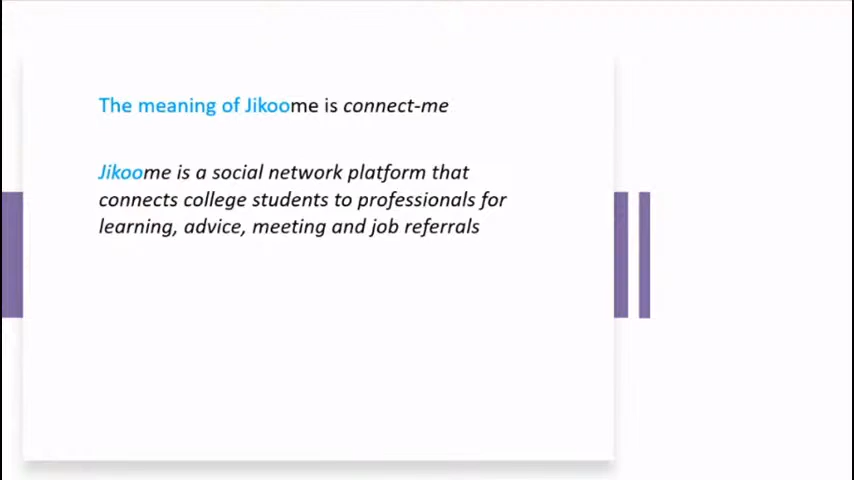 The meaning of Jikoome is connect-me
Jikoome is a social network platform that
connects college students to professionals for
learning, advice, meeting and job referrals